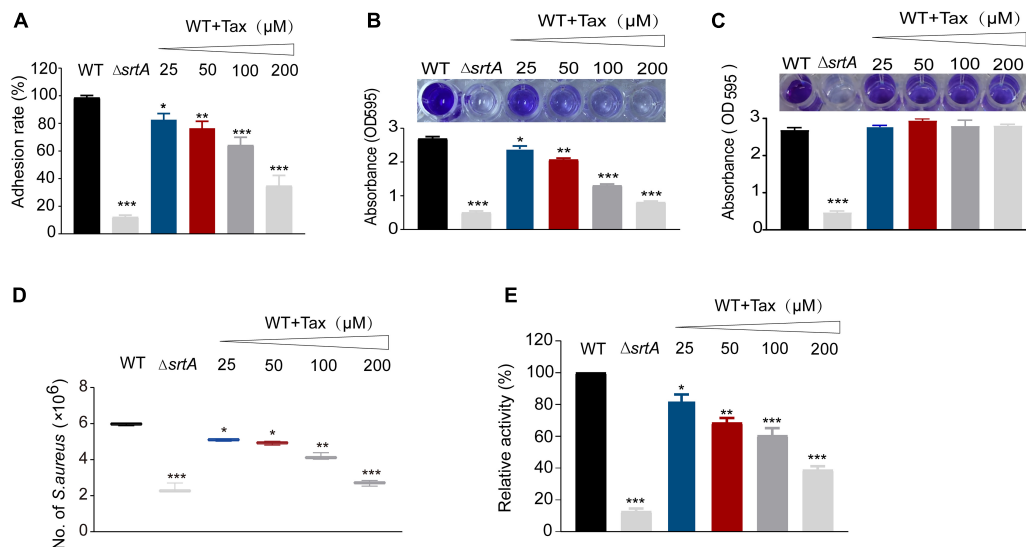 A
WT+Tax (μM)
WT ΔsrtA 25 50 100 200
Adhesion rate (%)
120
100
80
60
40
20
0
***
*
**
***
***
B
WT+Tax (μM)
WT ΔsrtA 25 50 100 200
Absorbance (OD595)
3
2
1
0
***
*
**
***
***
C
WT+Tax (μM)
WT ΔsrtA 25 50 100 200
Absorbance ( OD 595)
3
2
1
0
***
D
WT+Tax (μM)
WT ΔsrtA 25 50 100 200
No. of S.aureus (×10⁶)
8
6
4
2
0
***
*
*
**
***
E
WT+Tax (μM)
WT ΔsrtA 25 50 100 200
Relative activity (%)
120
100
80
60
40
20
0
***
*
**
***
***